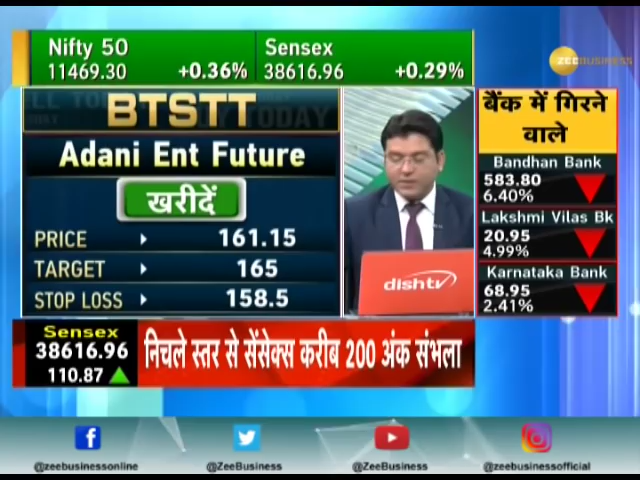 Nifty 50
11469.30 +0.36%
Sensex
38616.96 +0.29%
ZEE BUSINESS
BTSTT
Adani Ent Future
खरीदें
PRICE 161.15
TARGET 165
STOP LOSS 158.5
dishtv
बैंक में गिरने
वाले
Bandhan Bank
583.80
6.40%
Lakshmi Vilas Bk
20.95
4.99%
Karnataka Bank
68.95
2.41%
Sensex
38616.96
110.87
निचले स्तर से सेंसेक्स करीब 200 अंक संभला
@zeebusinessonline
@ZeeBusiness
@ZeeBusiness
@zeebusinessofficial